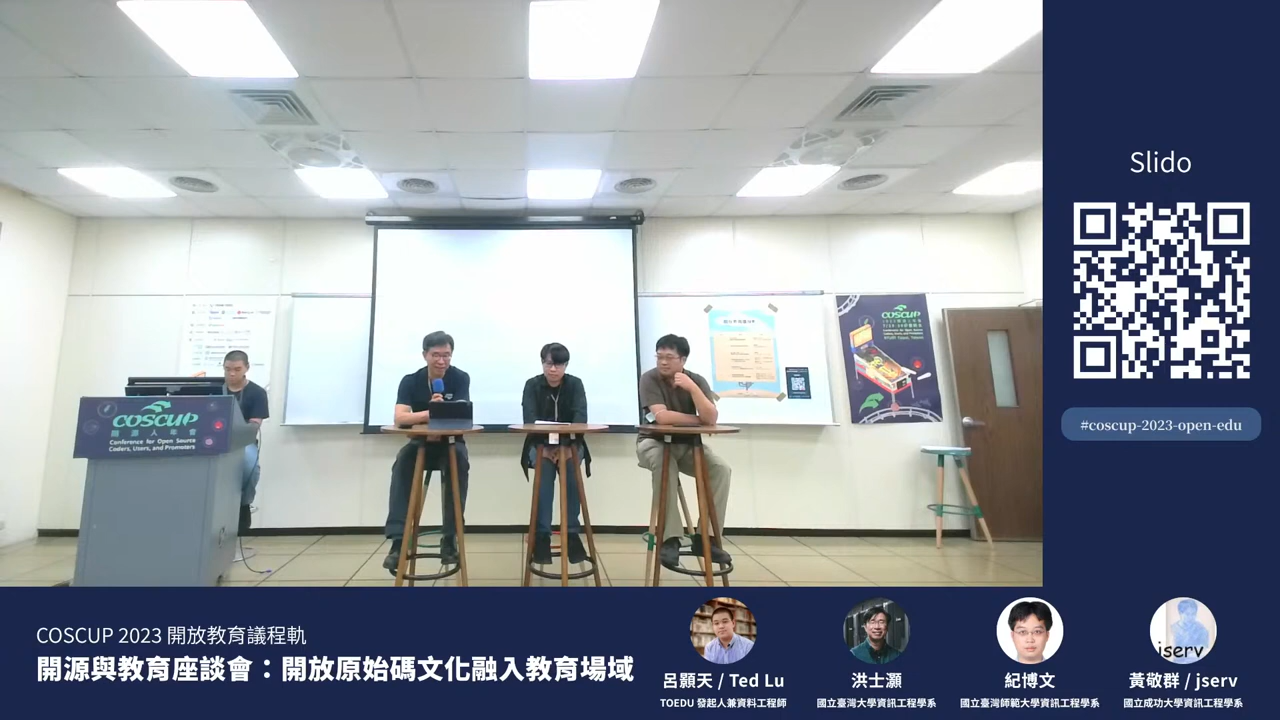 Slido
#coscup-2023-open-edu
COSCUP
開源人年會
Conference for Open Source
Coders, Users, and Promoters
COSCUP
COSCUP 2023 開放教育議程軌
開源與教育座談會：開放原始碼文化融入教育場域
呂顥天 / Ted Lu
TOEDU 發起人兼資料工程師
洪士灝
國立臺灣大學資訊工程學系
紀博文
國立臺灣師範大學資訊工程學系
jserv
黃敬群 / jserv
國立成功大學資訊工程學系